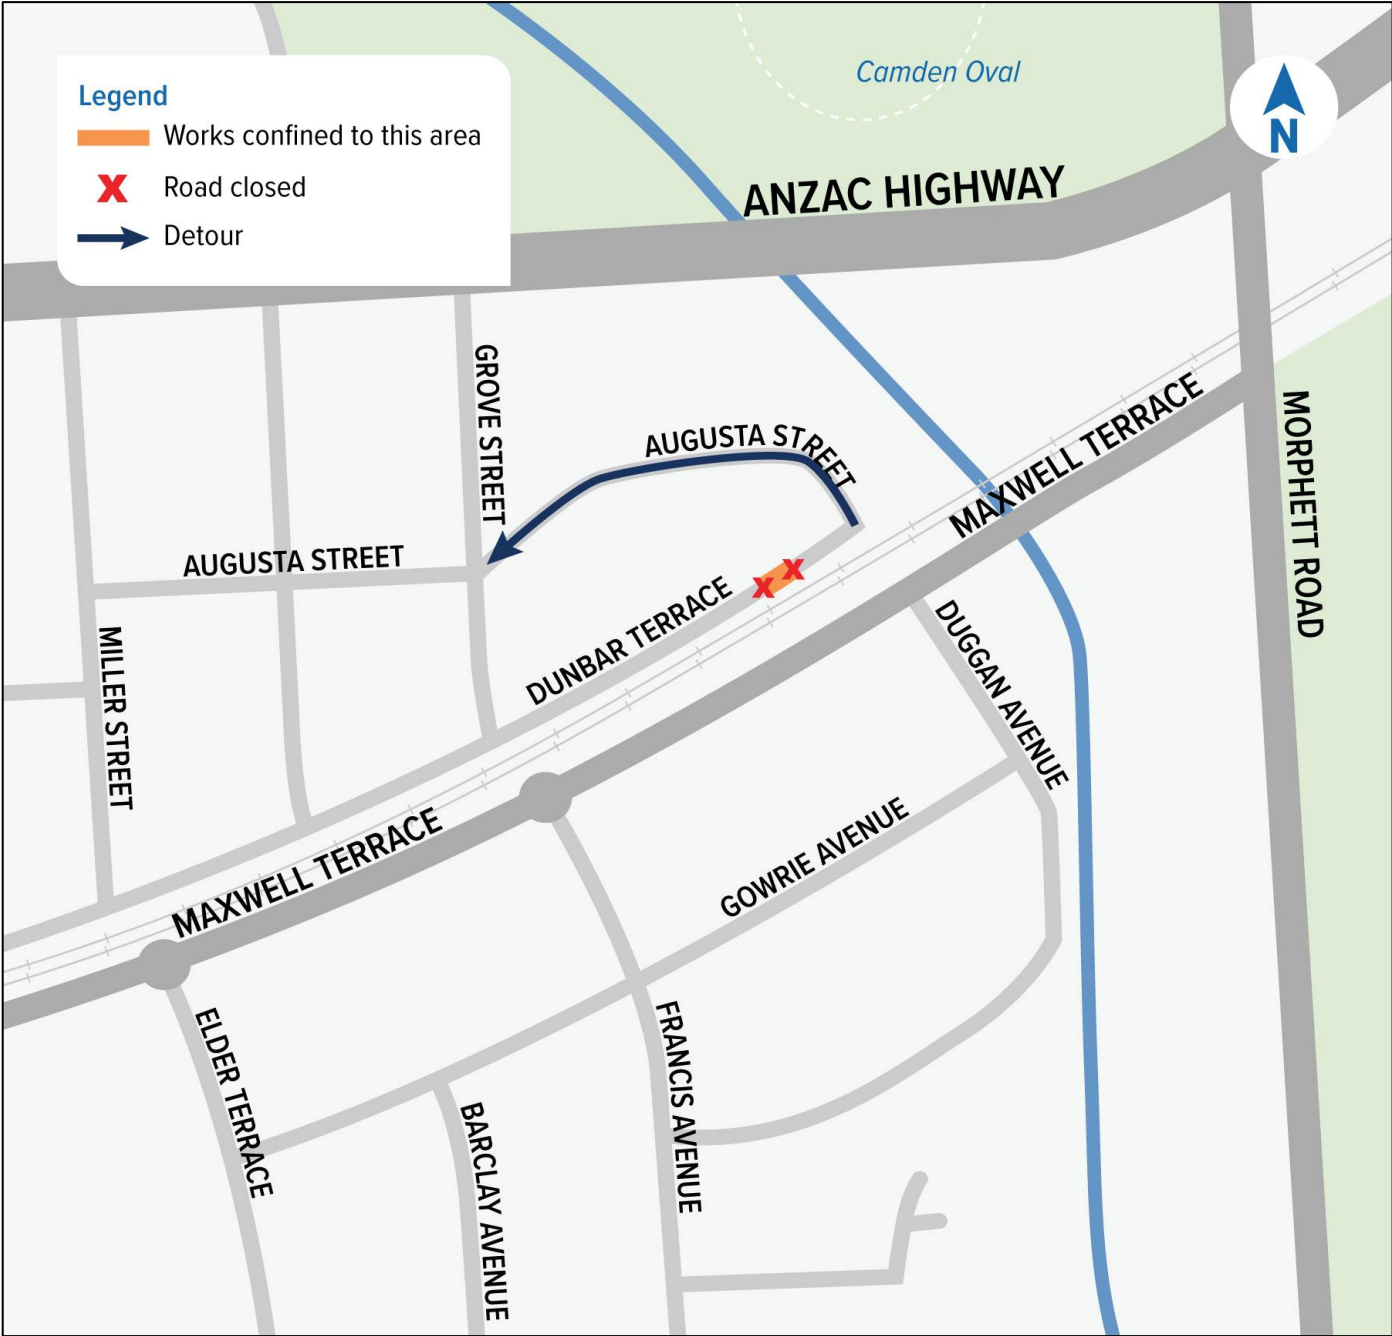 Camden Oval
Legend
Works confined to this area
X Road closed
Detour
N
ANZAC HIGHWAY
GROVE STREET
MAXWELL TERRACE
MORPHETT ROAD
AUGUSTA STREET
AUGUSTA STREET
X
X
DUNBAR TERRACE
DUGGAN AVENUE
MILLER STREET
GOWRIE AVENUE
MAXWELL TERRACE
ELDER TERRACE
FRANCIS AVENUE
BARCLAY AVENUE